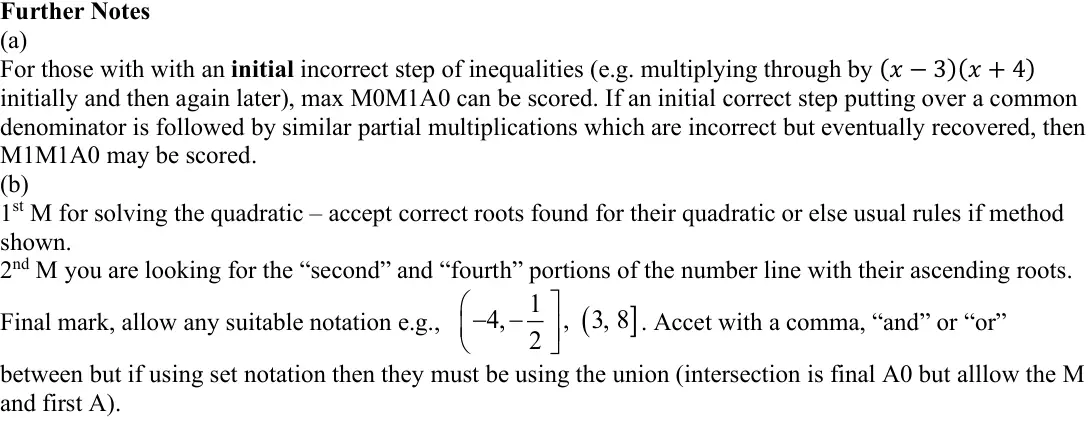 Further Notes
(a)
For those with with an initial incorrect step of inequalities (e.g. multiplying through by (x − 3)(x + 4)
initially and then again later), max M0M1A0 can be scored. If an initial correct step putting over a common
denominator is followed by similar partial multiplications which are incorrect but eventually recovered, then
M1M1A0 may be scored.
(b)
1st M for solving the quadratic – accept correct roots found for their quadratic or else usual rules if method
shown.
2nd M you are looking for the “second” and “fourth” portions of the number line with their ascending roots.
Final mark, allow any suitable notation e.g., (−4, −1/2], (3, 8]. Accet with a comma, “and” or “or”
between but if using set notation then they must be using the union (intersection is final A0 but alllow the M
and first A).